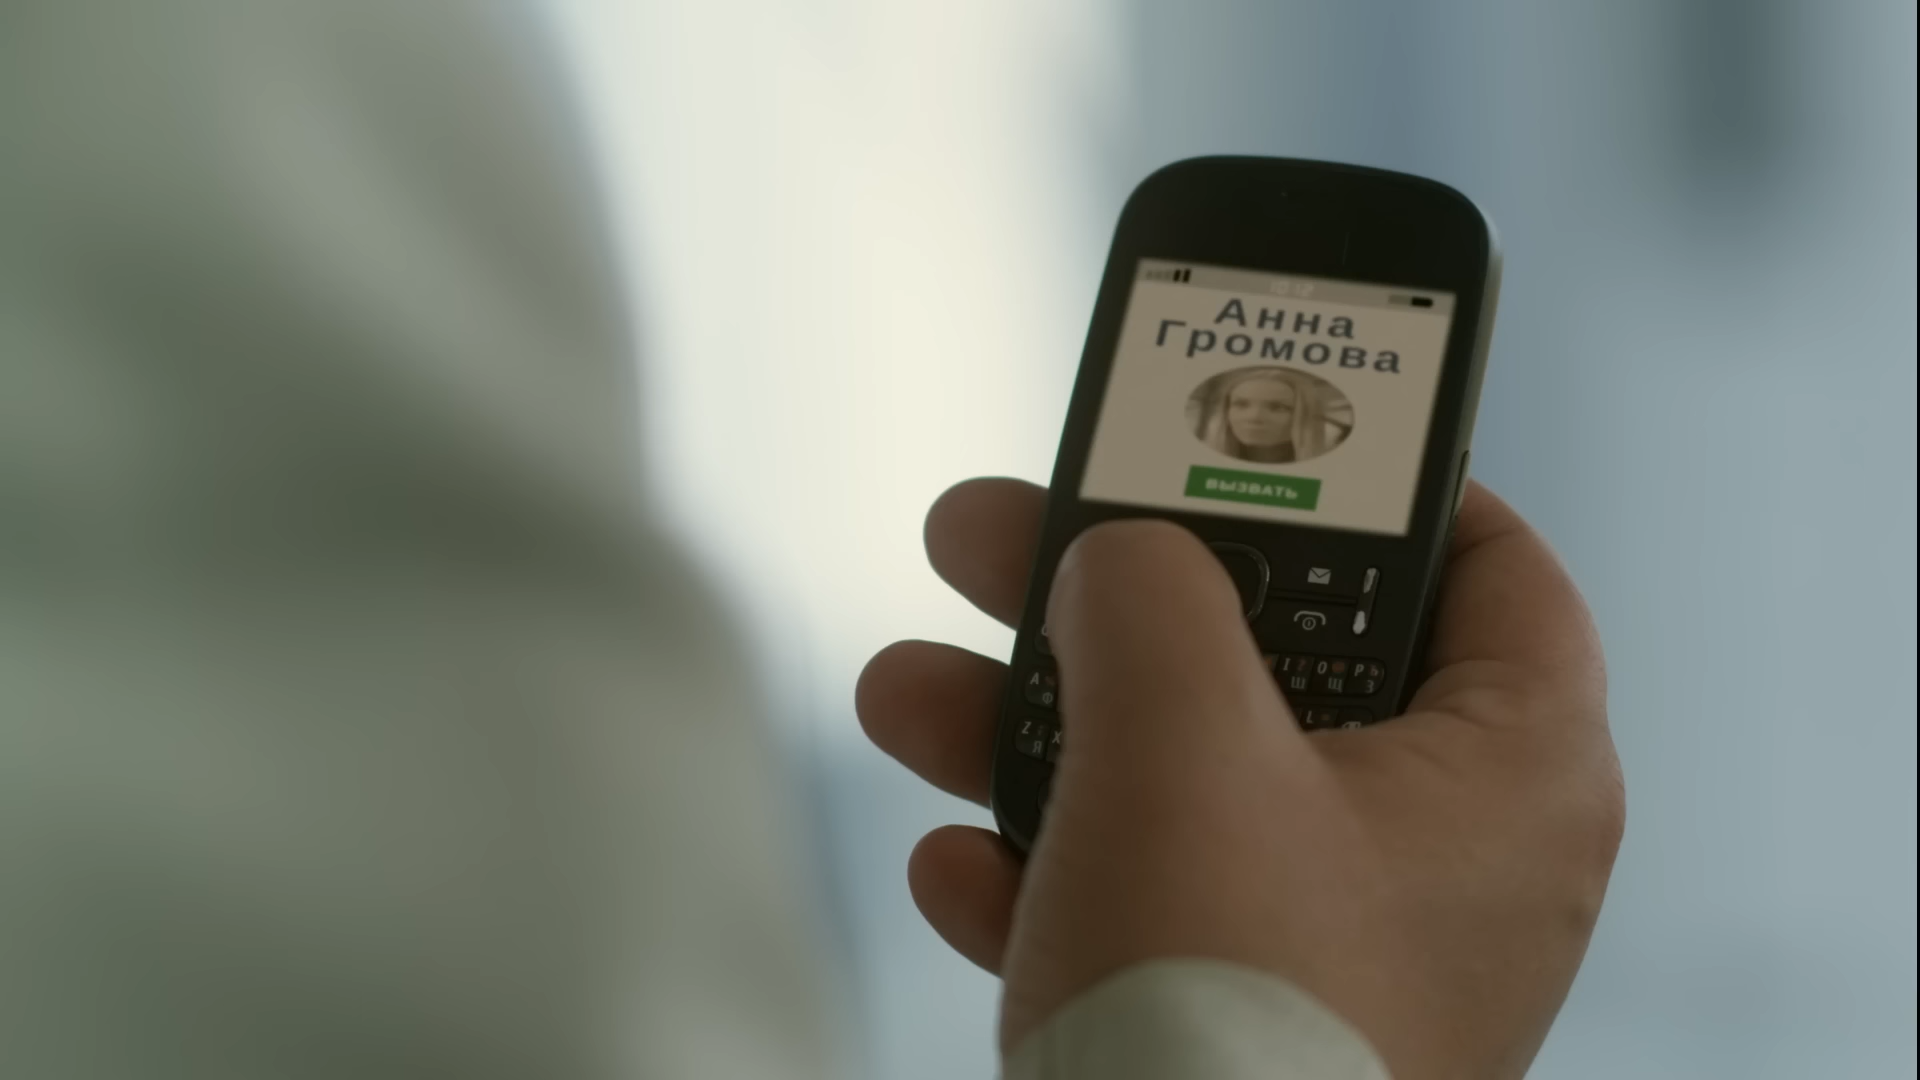 Анна
Громова
ВЫЗВАТЬ
I O P Ъ
Ш Щ З
A Ф
L
Z X
Я